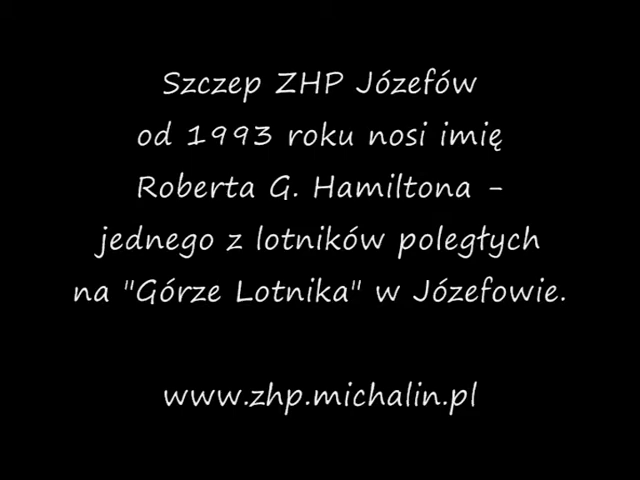 Szczep ZHP Józefów
od 1993 roku nosi imię
Roberta G. Hamiltona -
jednego z lotników poległych
na "Górze Lotnika" w Józefowie.
www.zhp.michalin.pl